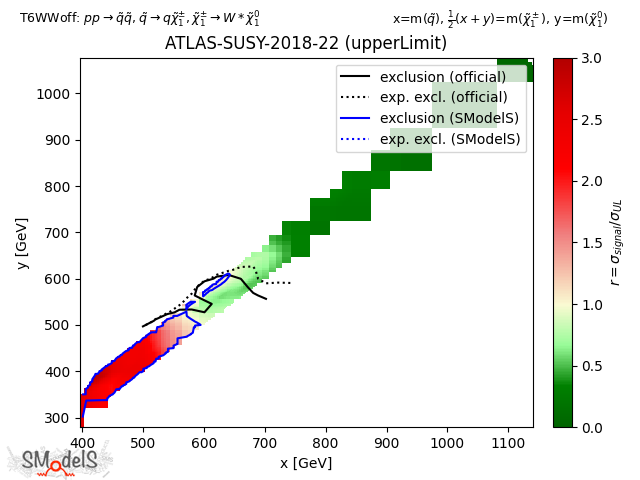 T6WWoff: pp → q̃q̃, q̃ → qχ̃₁^±, χ̃₁^± → W*χ̃₁⁰
x=m(q̃), ½(x + y)=m(χ̃₁^±), y=m(χ̃₁⁰)
ATLAS-SUSY-2018-22 (upperLimit)
exclusion (official)
exp. excl. (official)
exclusion (SModelS)
exp. excl. (SModelS)
y [GeV]
1000
900
800
700
600
500
400
300
400 500 600 700 800 900 1000 1100
x [GeV]
3.0
2.5
2.0
1.5
1.0
0.5
0.0
r = σ_signal/σ_UL
SModelS